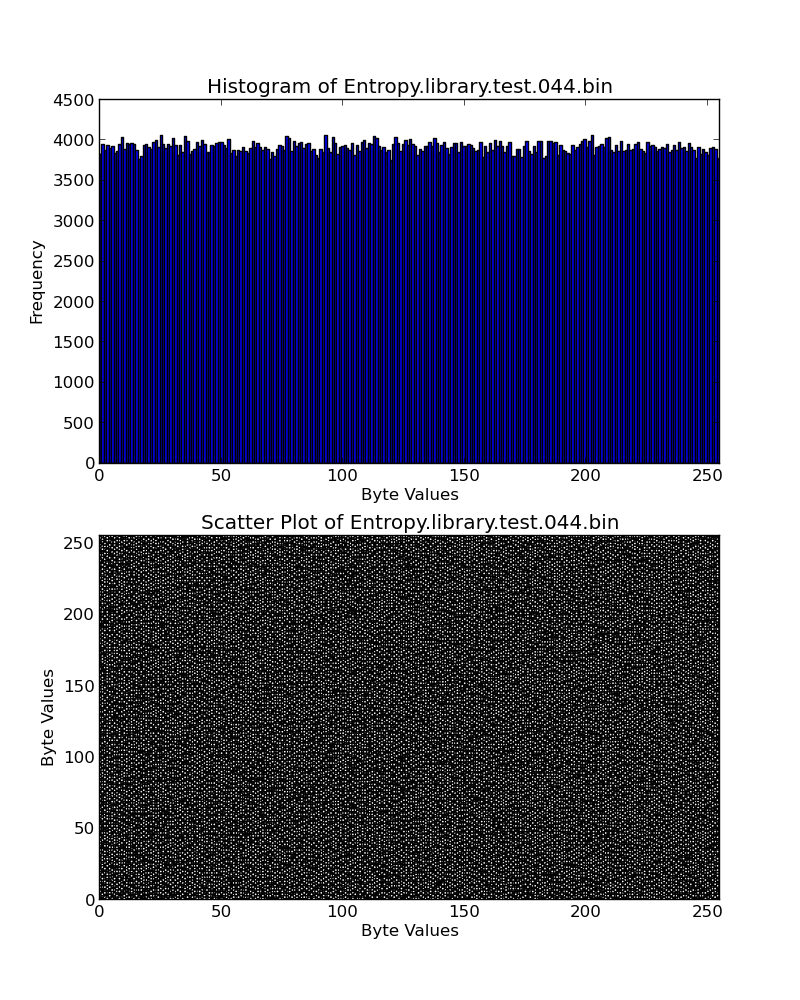 Histogram of Entropy.library.test.044.bin
4500
4000
3500
3000
2500
2000
1500
1000
500
0
Frequency
0 50 100 150 200 250
Byte Values
Scatter Plot of Entropy.library.test.044.bin
250
200
150
100
50
0
Byte Values
0 50 100 150 200 250
Byte Values